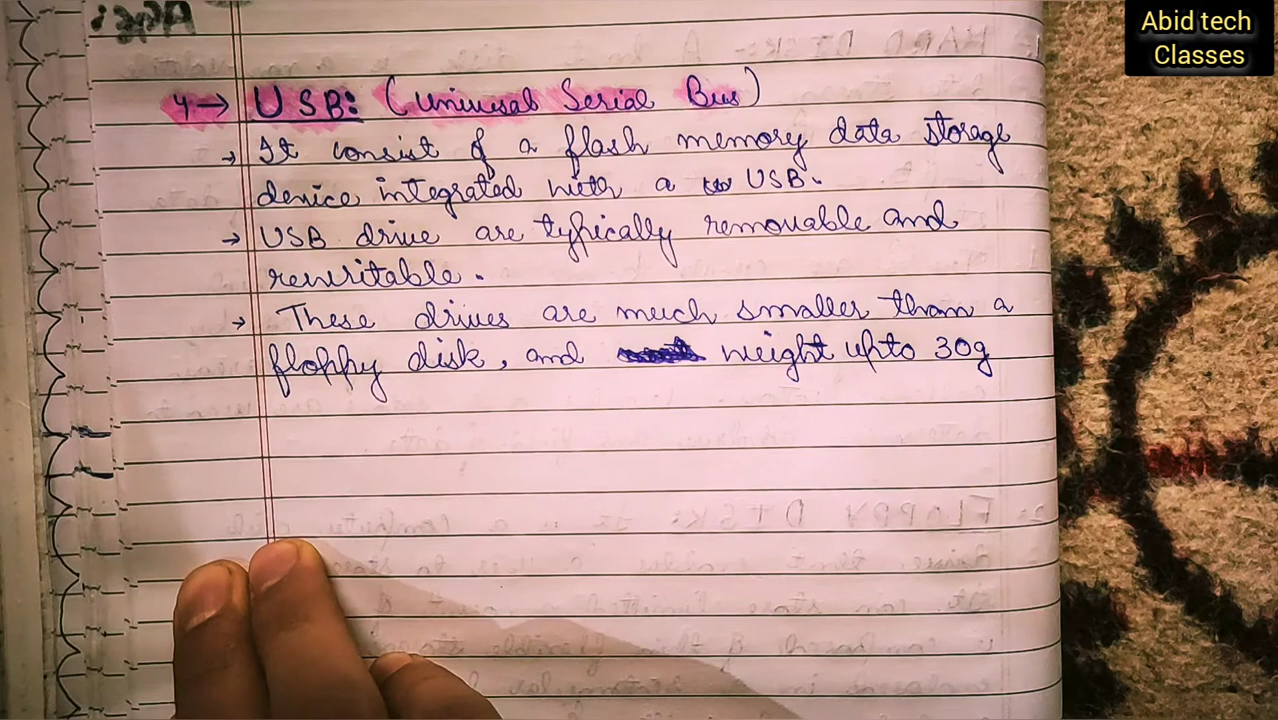 Abid tech
Classes
4→ USB: (Universal Serial Bus)
→ It consist of a flash memory data storage
device integrated with a USB.
→ USB drive are typically removable and
rewritable.
→ These drives are much smaller than a
floppy disk, and weight upto 30g